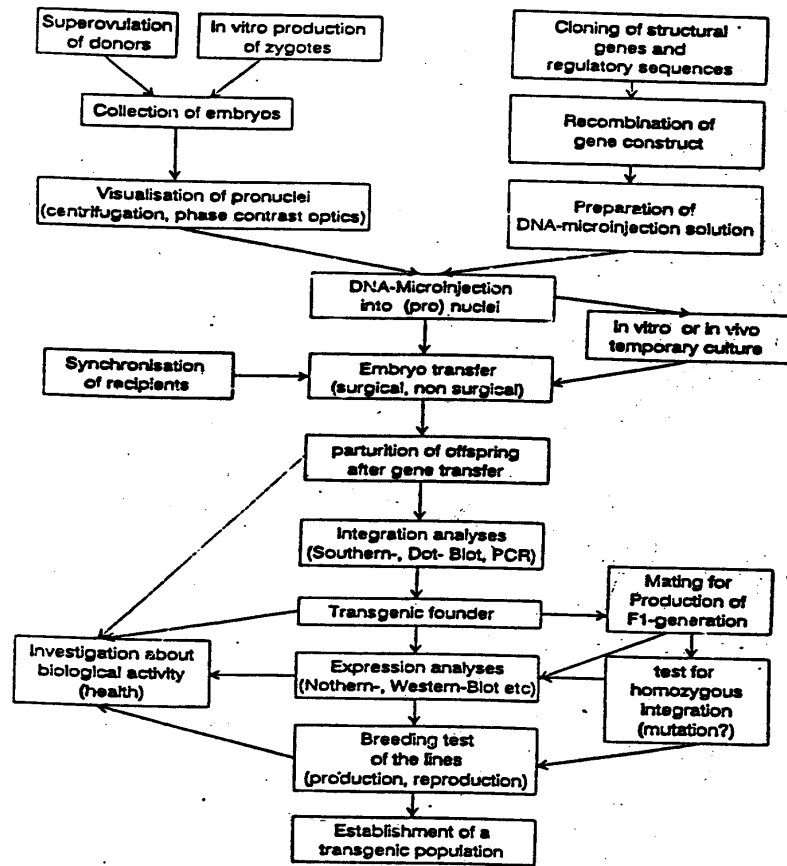 Superovulation
of donors
In vitro production
of zygotes
Cloning of structural
genes and
regulatory sequences
Collection of embryos
Recombination of
gene construct
Visualisation of pronuclei
(centrifugation, phase contrast optics)
Preparation of
DNA-microinjection solution
DNA-Microinjection
into (pro) nuclei
In vitro or in vivo
temporary culture
Synchronisation
of recipients
Embryo transfer
(surgical, non surgical)
parturition of offspring
after gene transfer
Integration analyses
(Southern-, Dot- Blot, PCR)
Mating for
Production of
F1-generation
Transgenic founder
Investigation about
biological activity
(health)
Expression analyses
(Nothern-, Western-Blot etc)
test for
homozygous
integration
(mutation?)
Breeding test
of the lines
(production, reproduction)
Establishment of a
transgenic population